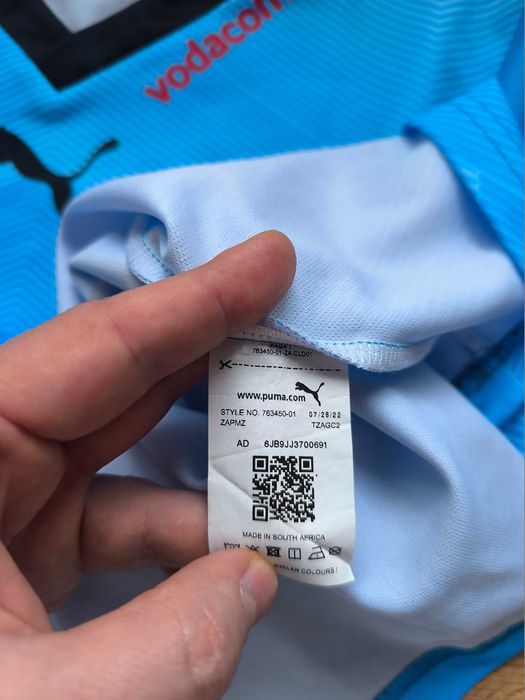 vodacom
763450-01-ZA-CLD01
www.puma.com
STYLE NO. 763450-01 07/28/22
ZAPMZ TZAGC2
AD 6JB9JJ3700691
MADE IN SOUTH AFRICA
SIMILAR COLOURS!